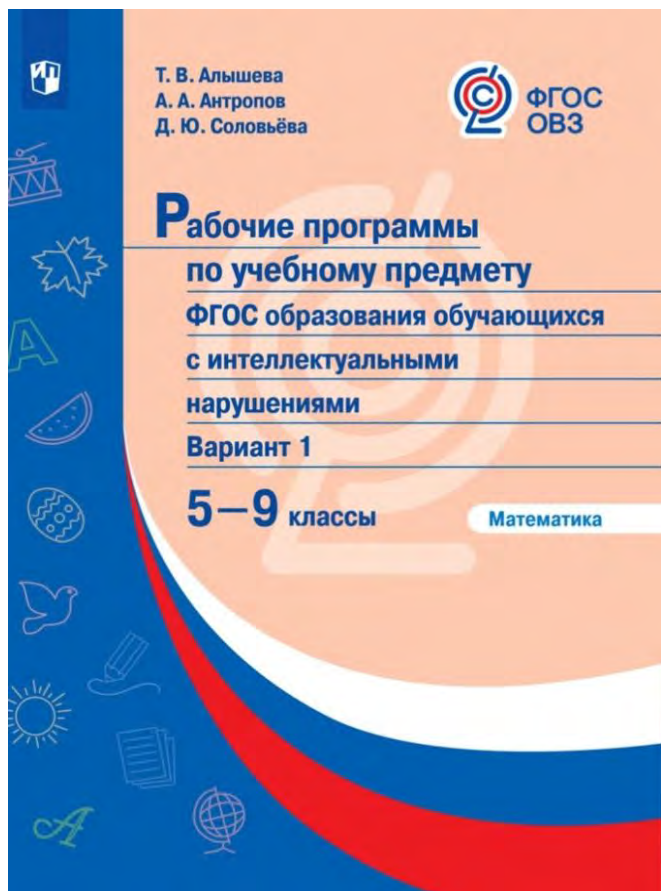 Т. В. Алышева
А. А. Антропов
Д. Ю. Соловьёва
ФГОС
ОВЗ
Рабочие программы
по учебному предмету
ФГОС образования обучающихся
с интеллектуальными
нарушениями
Вариант 1
5—9 классы
Математика
А
А